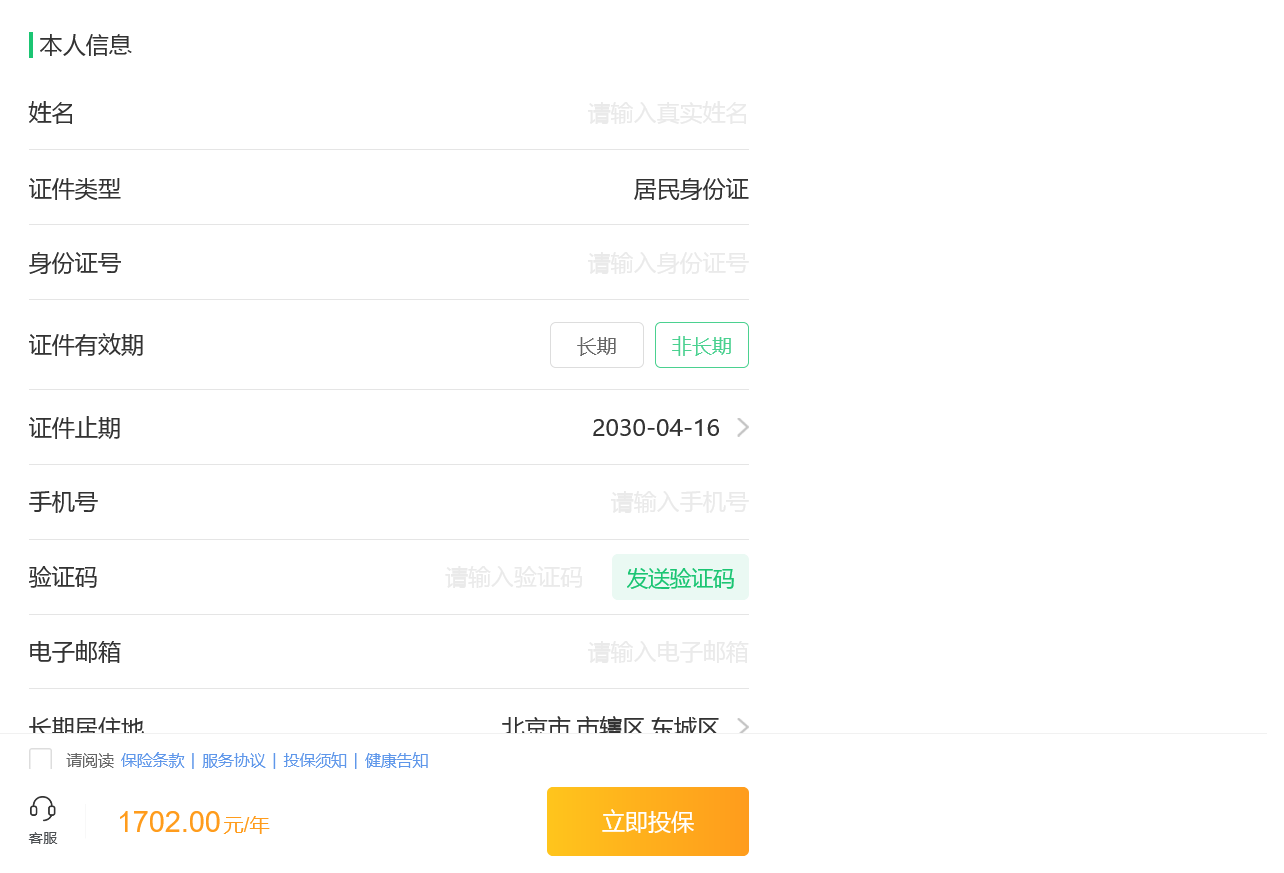 本人信息
姓名 请输入真实姓名
证件类型 居民身份证
身份证号 请输入身份证号
证件有效期 长期 非长期
证件止期 2030-04-16
手机号 请输入手机号
验证码 请输入验证码 发送验证码
电子邮箱 请输入电子邮箱
长期居住地 北京市 市辖区 东城区
请阅读 保险条款 | 服务协议 | 投保须知 | 健康告知
客服 1702.00元/年 立即投保